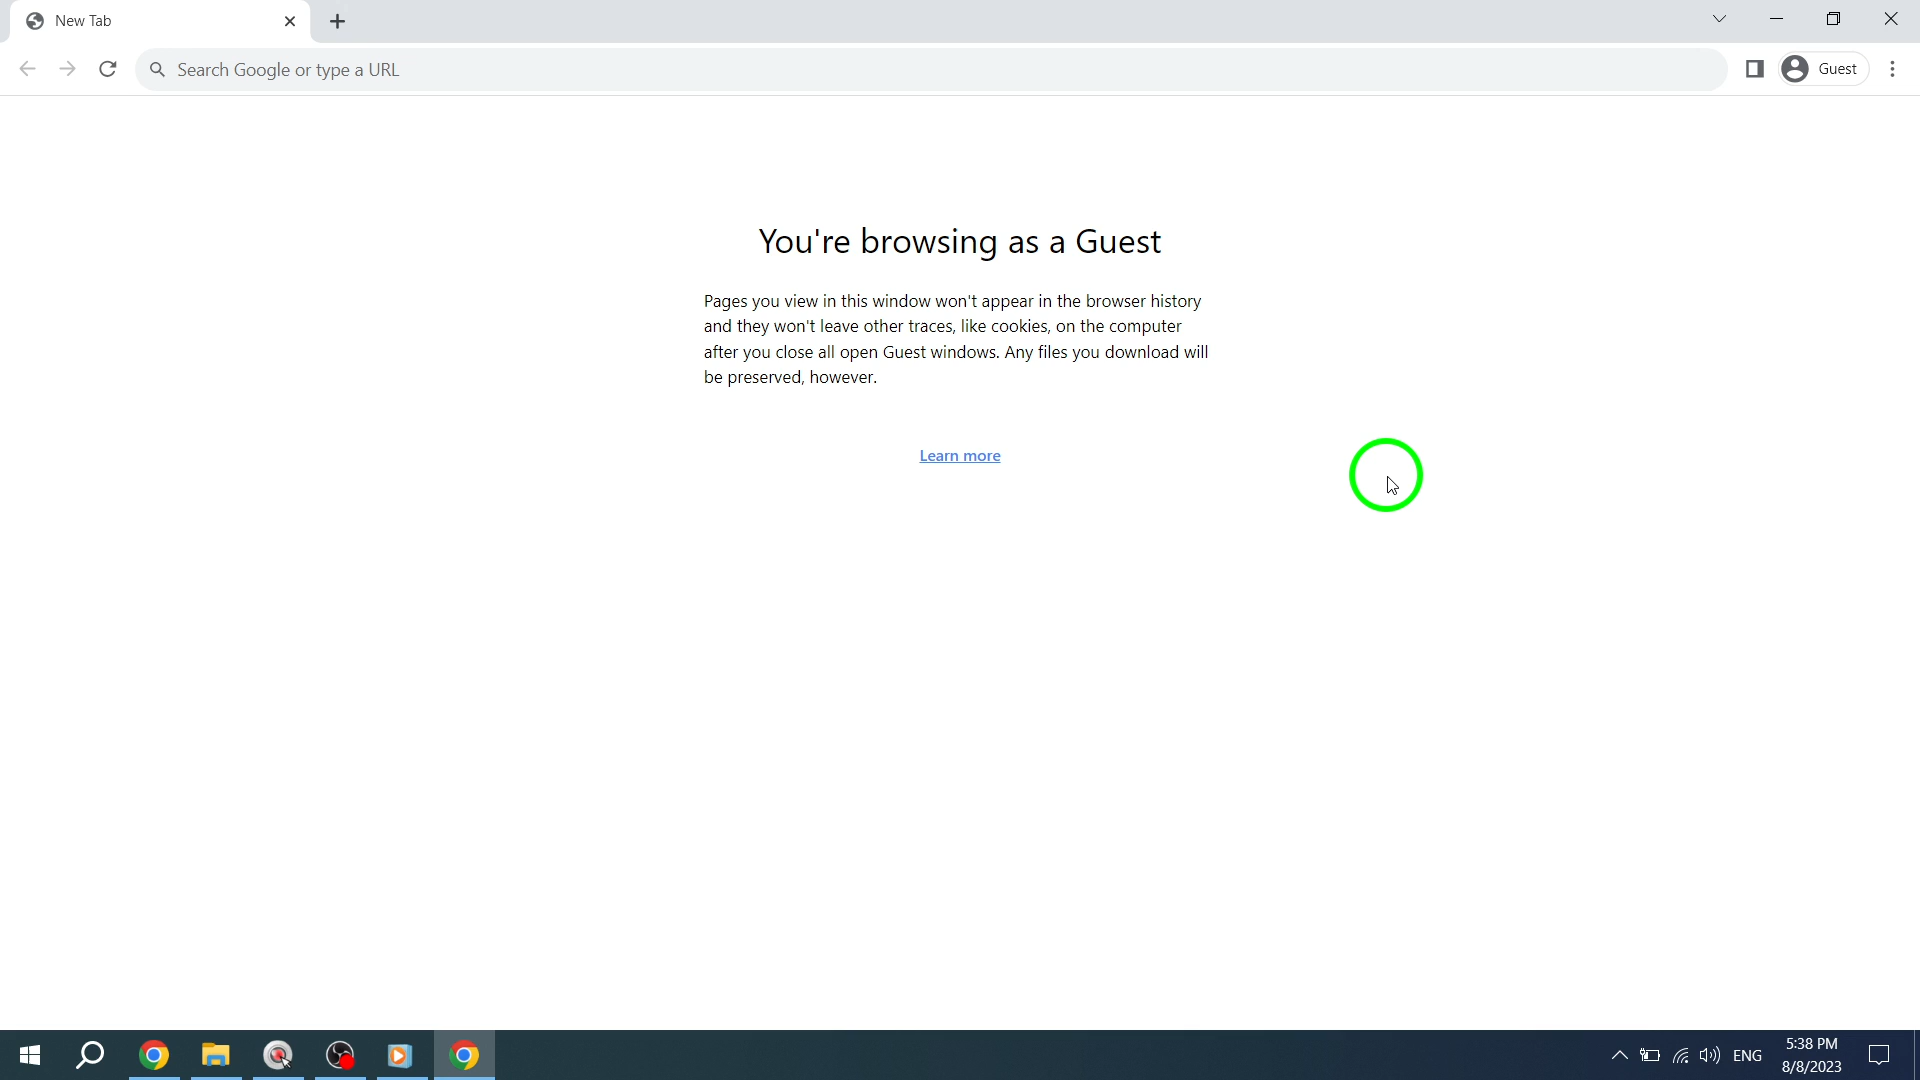 New Tab
Search Google or type a URL
Guest
You're browsing as a Guest
Pages you view in this window won't appear in the browser history
and they won't leave other traces, like cookies, on the computer
after you close all open Guest windows. Any files you download will
be preserved, however.
Learn more
ENG
5:38 PM
8/8/2023